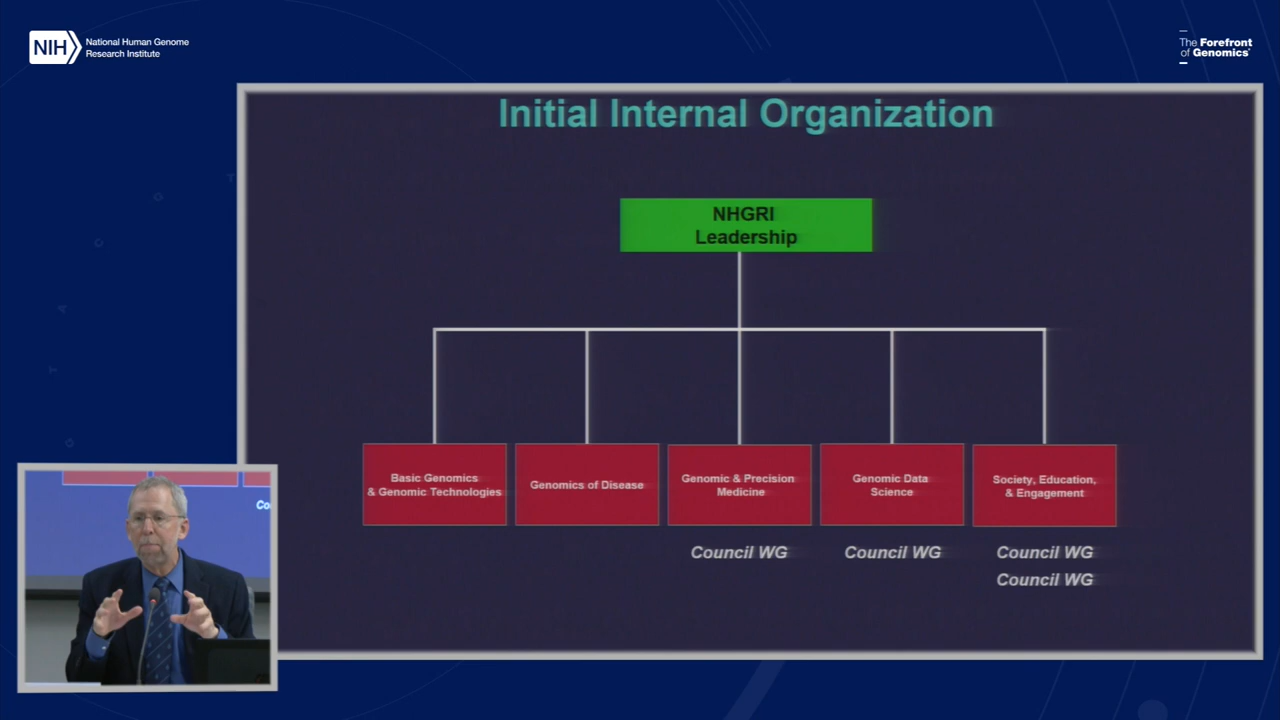 NIH
National Human Genome
Research Institute
The Forefront
of Genomics
Initial Internal Organization
NHGRI
Leadership
Basic Genomics
& Genomic Technologies
Genomics of Disease
Genomic & Precision
Medicine
Genomic Data
Science
Society, Education,
& Engagement
Council WG
Council WG
Council WG
Council WG
Co